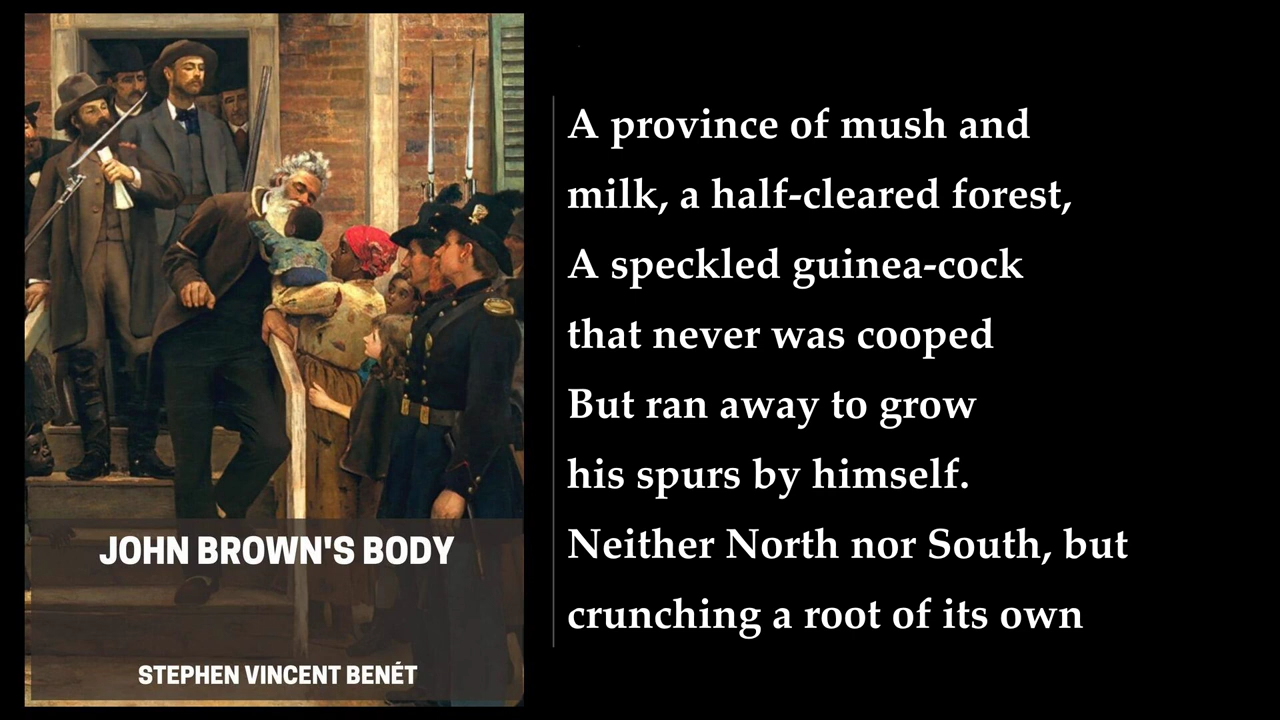 JOHN BROWN'S BODY
STEPHEN VINCENT BENÉT
A province of mush and
milk, a half-cleared forest,
A speckled guinea-cock
that never was cooped
But ran away to grow
his spurs by himself.
Neither North nor South, but
crunching a root of its own